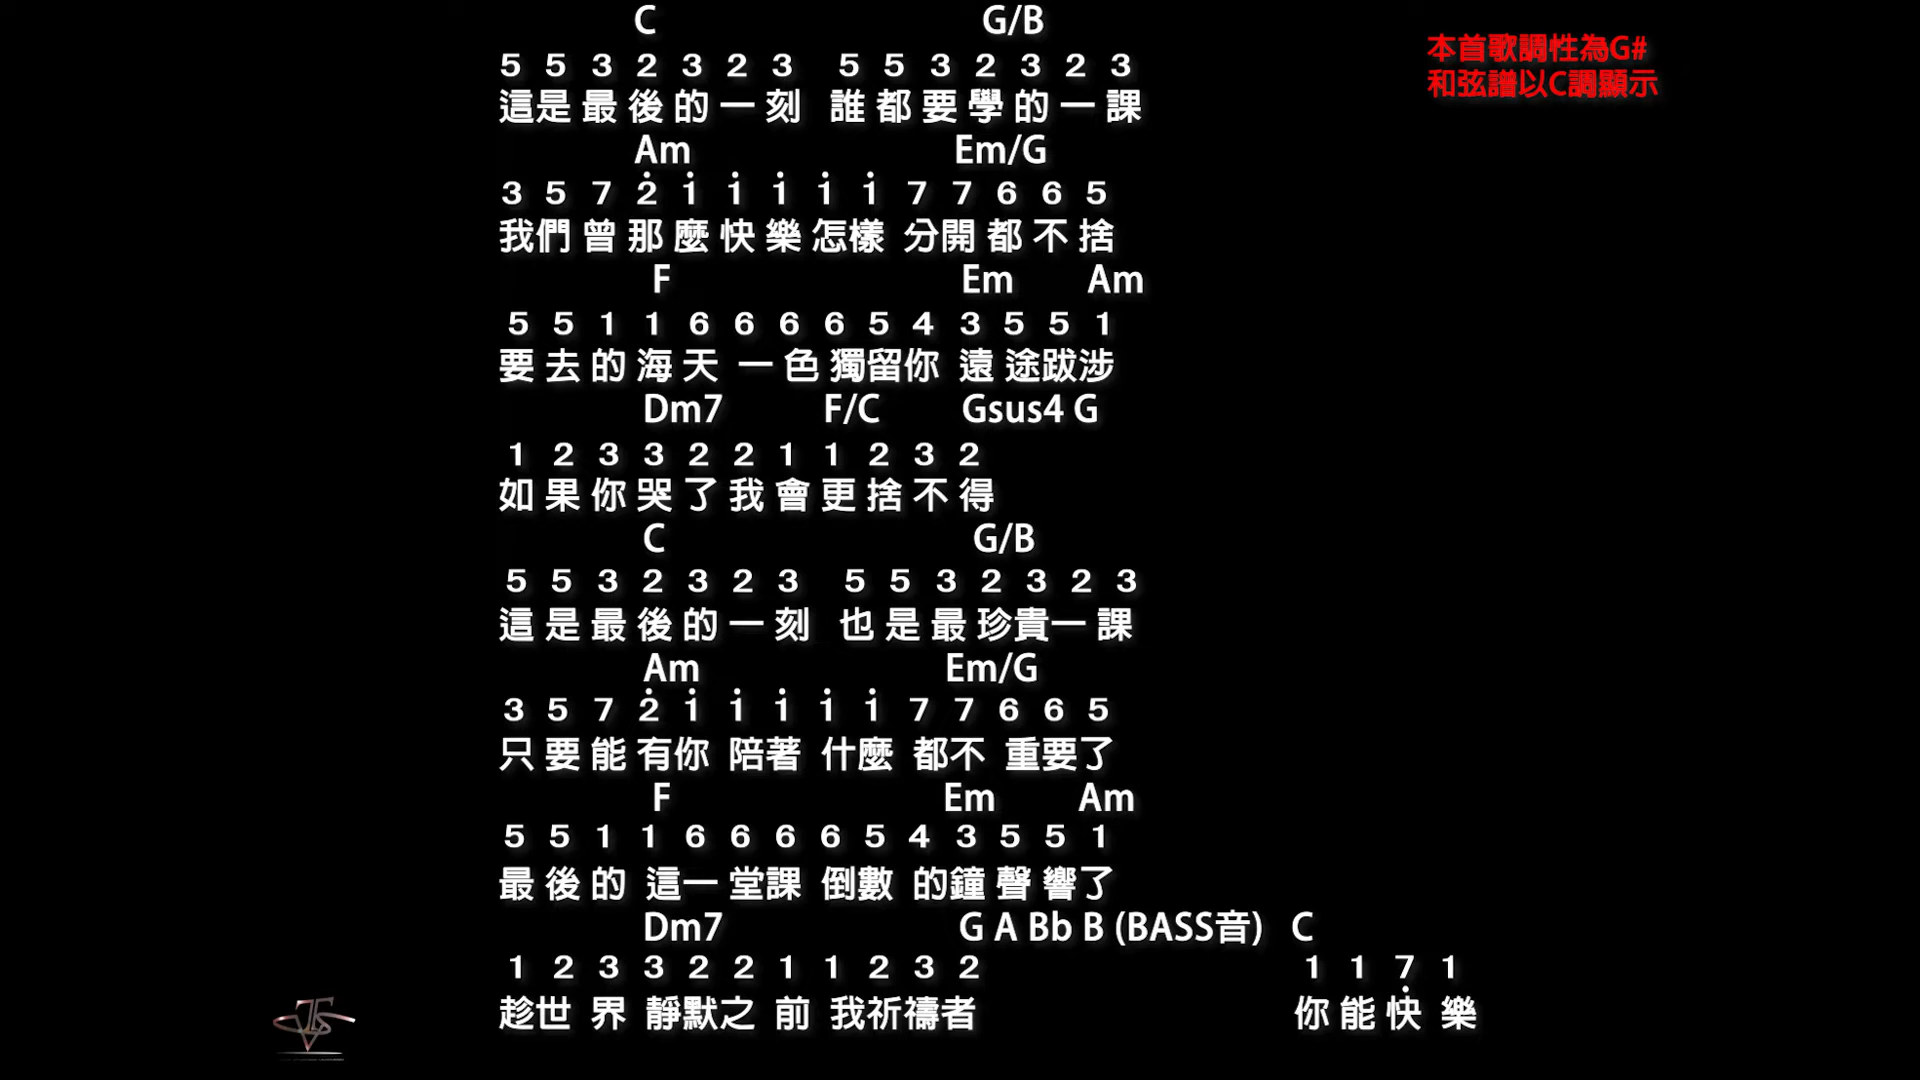 C G/B
本首歌調性為G#
和弦譜以C調顯示
5 5 3 2 3 2 3 5 5 3 2 3 2 3
這是最後的一刻 誰都要學的一課
Am Em/G
3 5 7 2̇ 1̇ 1̇ 1̇ 1̇ 1̇ 7 7 6 6 5
我們曾那麼快樂怎樣 分開都不捨
F Em Am
5 5 1 1 6 6 6 6 5 4 3 5 5 1
要去的海天 一色獨留你 遠途跋涉
Dm7 F/C Gsus4 G
1 2 3 3 2 2 1 1 2 3 2
如果你哭了我會更捨不得
C G/B
5 5 3 2 3 2 3 5 5 3 2 3 2 3
這是最後的一刻 也是最珍貴一課
Am Em/G
3 5 7 2̇ 1̇ 1̇ 1̇ 1̇ 1̇ 7 7 6 6 5
只要能有你 陪著 什麼 都不 重要了
F Em Am
5 5 1 1 6 6 6 6 5 4 3 5 5 1
最後的 這一堂課 倒數 的鐘聲響了
Dm7 G A Bb B (BASS音) C
1 2 3 3 2 2 1 1 2 3 2 1 1 7̣ 1
趁世 界 靜默之 前 我祈禱者 你能快 樂